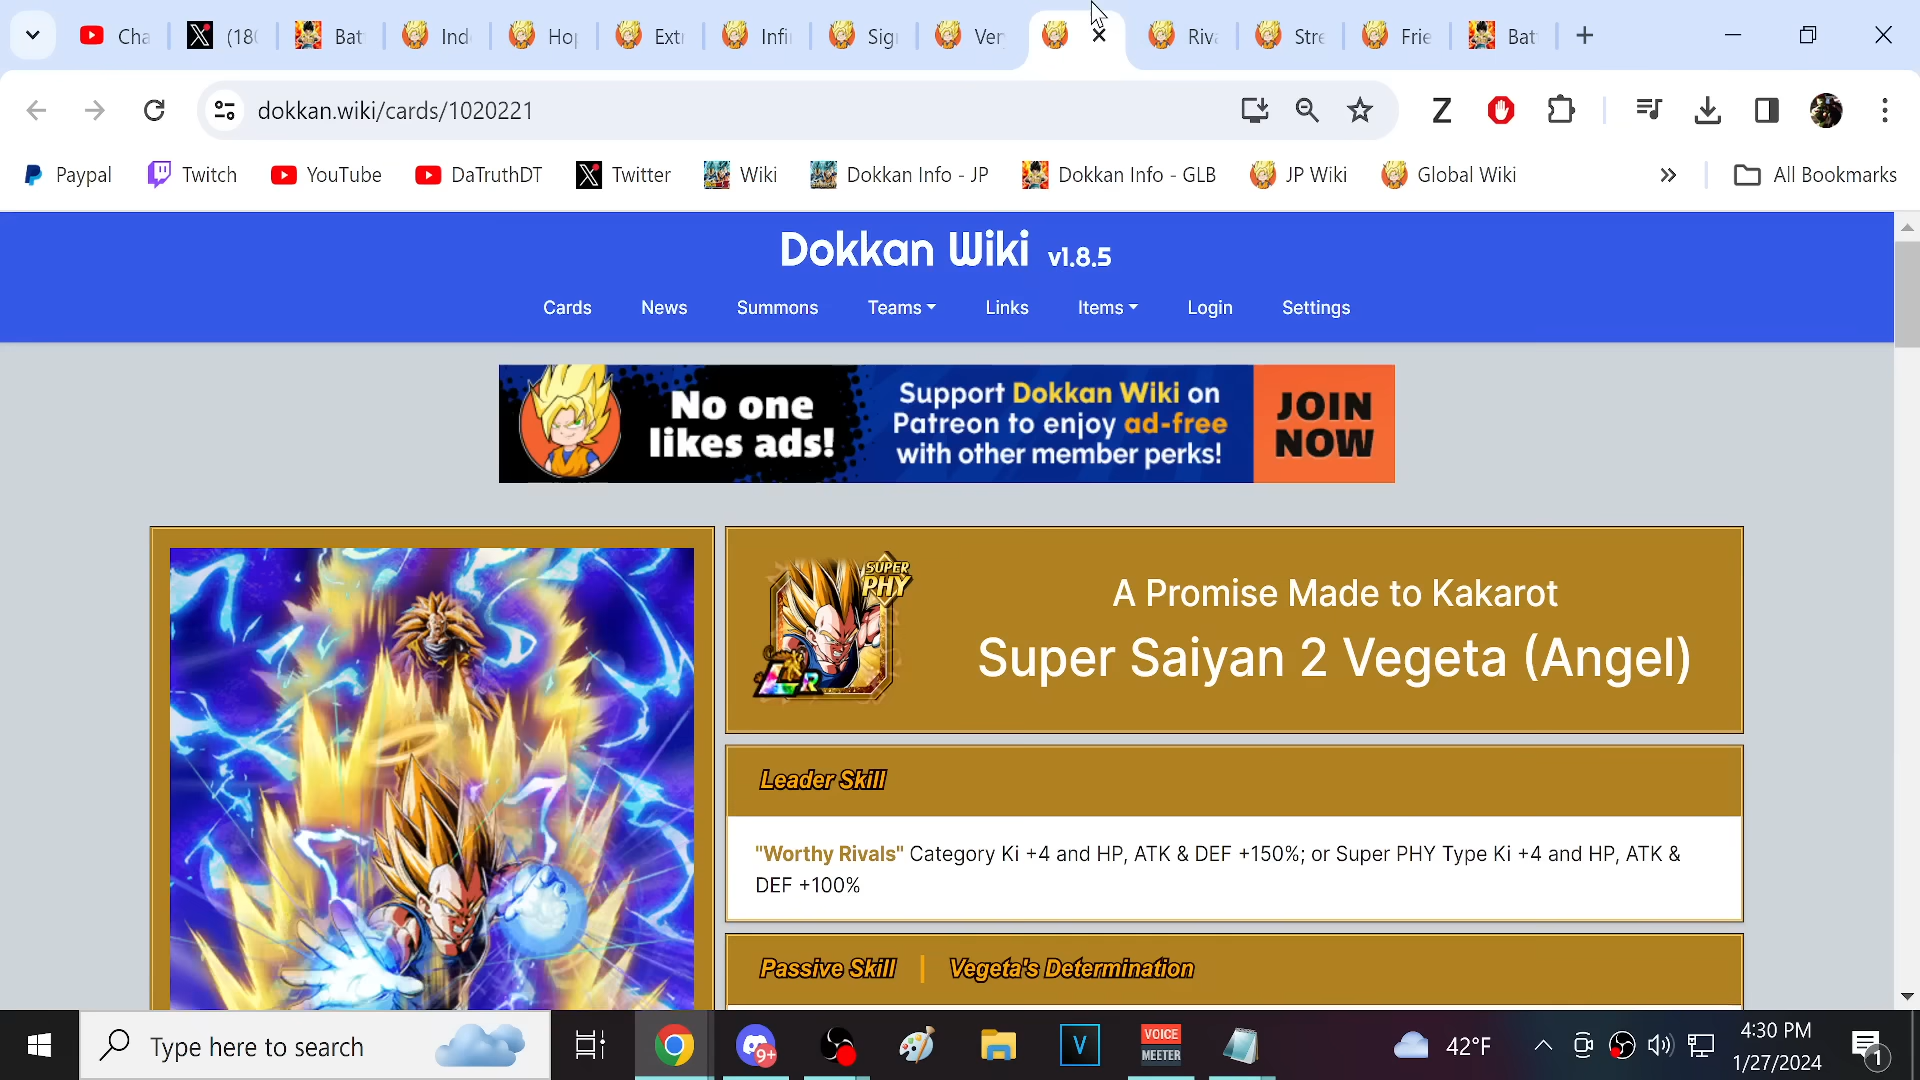 Cha
(180
Bat
Ind
Hop
Ext
Infi
Sig
Ver
Riva
Stre
Frie
Bat
dokkan.wiki/cards/1020221
Z
Paypal
Twitch
YouTube
DaTruthDT
Twitter
Wiki
Dokkan Info - JP
Dokkan Info - GLB
JP Wiki
Global Wiki
»
All Bookmarks
Dokkan Wiki v1.8.5
Cards
News
Summons
Teams
Links
Items
Login
Settings
No one
likes ads!
Support Dokkan Wiki on
Patreon to enjoy ad-free
with other member perks!
JOIN
NOW
SUPER
PHY
LR
A Promise Made to Kakarot
Super Saiyan 2 Vegeta (Angel)
Leader Skill
"Worthy Rivals" Category Ki +4 and HP, ATK & DEF +150%; or Super PHY Type Ki +4 and HP, ATK &
DEF +100%
Passive Skill | Vegeta's Determination
Type here to search
9+
V
VOICE
MEETER
42°F
4:30 PM
1/27/2024
1